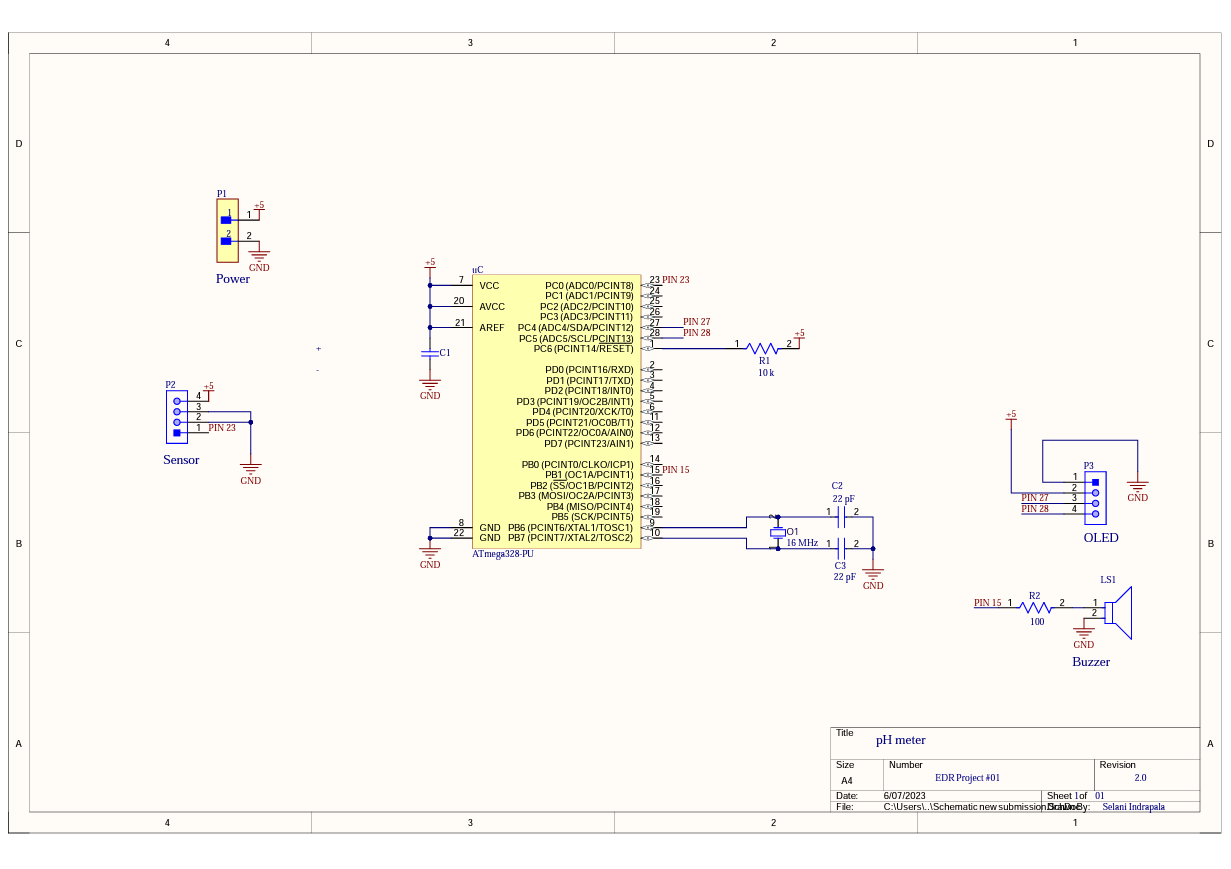 4 3 2 1
D D
C C
B B
A A
P1
1 1 +5
2 2
GND
Power
+
-
P2
4 +5
3
2
1 PIN 23
Sensor
GND
+5
uC
7 VCC
20 AVCC
21 AREF
C1
GND
8 GND
22 GND
GND
ATmega328-PU
PC0 (ADC0/PCINT8) 23 PIN 23
PC1 (ADC1/PCINT9) 24
PC2 (ADC2/PCINT10) 25
PC3 (ADC3/PCINT11) 26
PC4 (ADC4/SDA/PCINT12) 27 PIN 27
PC5 (ADC5/SCL/PCINT13) 28 PIN 28
PC6 (PCINT14/RESET) 1
PD0 (PCINT16/RXD) 2
PD1 (PCINT17/TXD) 3
PD2 (PCINT18/INT0) 4
PD3 (PCINT19/OC2B/INT1) 5
PD4 (PCINT20/XCK/T0) 6
PD5 (PCINT21/OC0B/T1) 11
PD6 (PCINT22/OC0A/AIN0) 12
PD7 (PCINT23/AIN1) 13
PB0 (PCINT0/CLKO/ICP1) 14
PB1 (OC1A/PCINT1) 15 PIN 15
PB2 (SS/OC1B/PCINT2) 16
PB3 (MOSI/OC2A/PCINT3) 17
PB4 (MISO/PCINT4) 18
PB5 (SCK/PCINT5) 19
PB6 (PCINT6/XTAL1/TOSC1) 9
PB7 (PCINT7/XTAL2/TOSC2) 10
1 2 +5
R1
10 k
C2
22 pF
1 2
2
O1
16 MHz
1
1 2
C3
22 pF
GND
+5
P3
1
2
PIN 27 3
PIN 28 4
GND
OLED
LS1
PIN 15 1 R2 2 1
100
2
GND
Buzzer
Title
pH meter
Size Number Revision
A4 EDR Project #01 2.0
Date: 6/07/2023 Sheet 1of 01
File: C:\Users\..\Schematic new submission.SchDoc Drawn By: Selani Indrapala
4 3 2 1